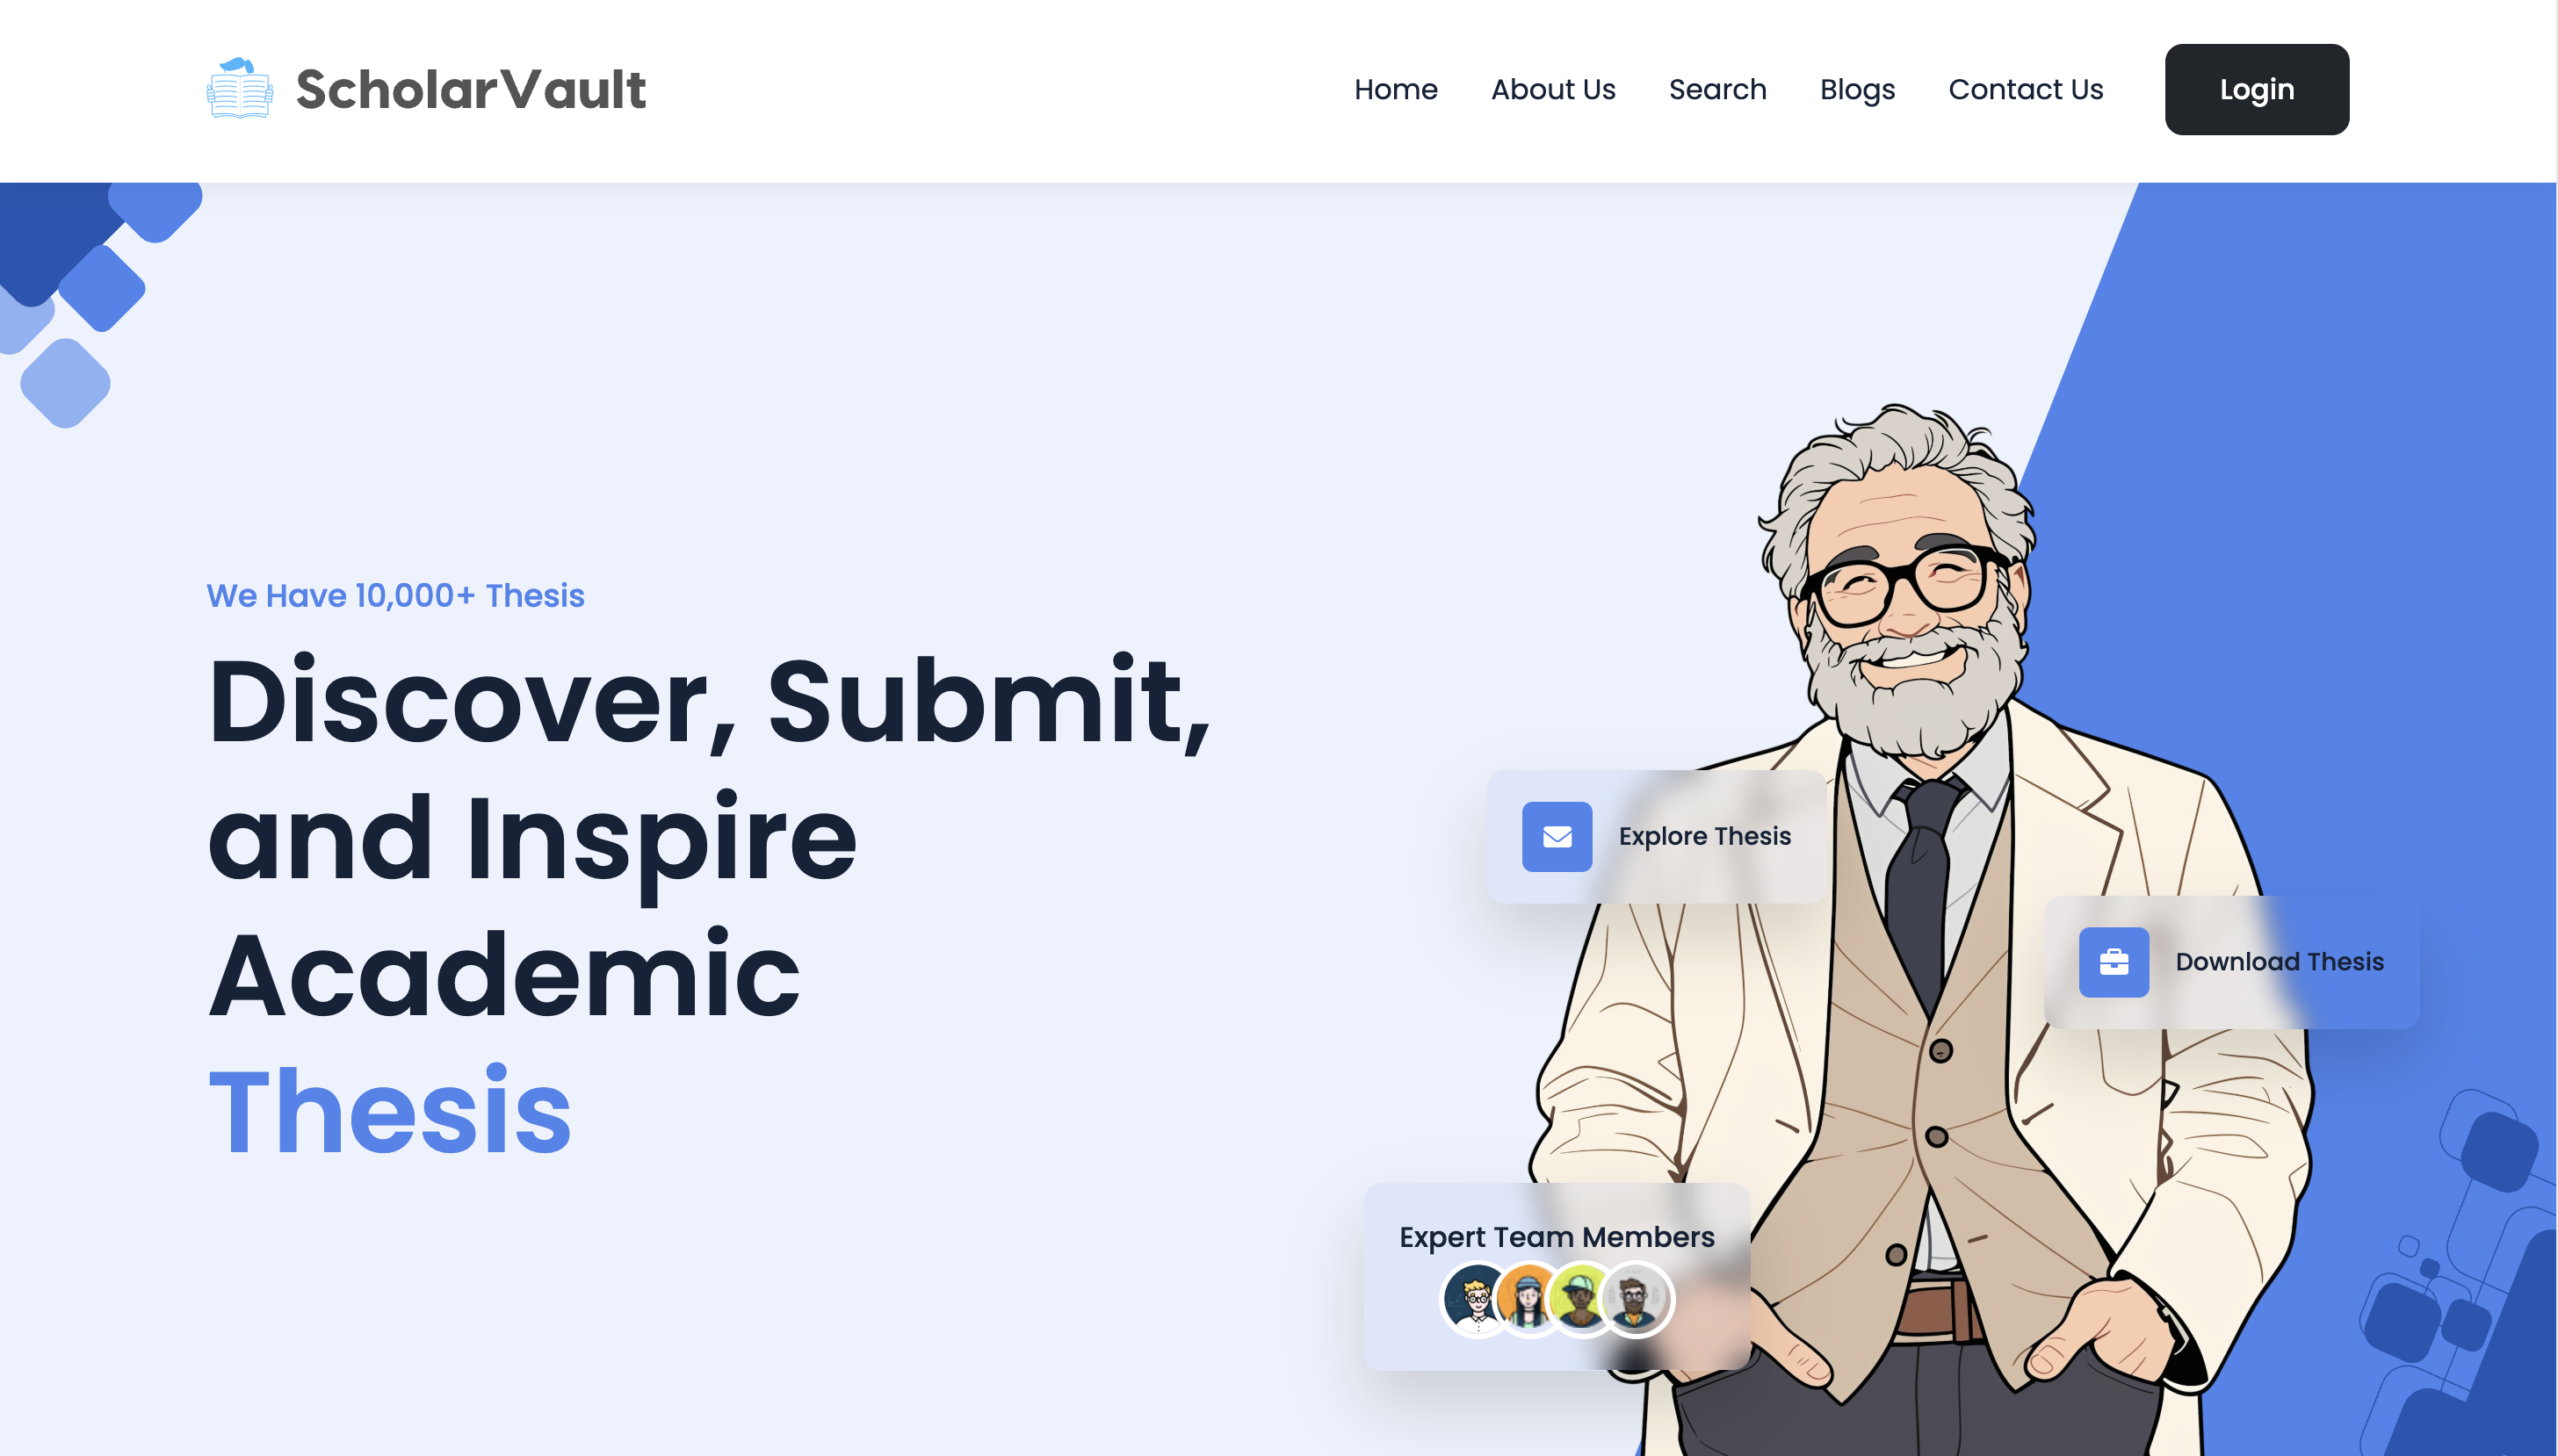 ScholarVault
Home
About Us
Search
Blogs
Contact Us
Login
We Have 10,000+ Thesis
Discover, Submit,
and Inspire
Academic
Thesis
Explore Thesis
Download Thesis
Expert Team Members